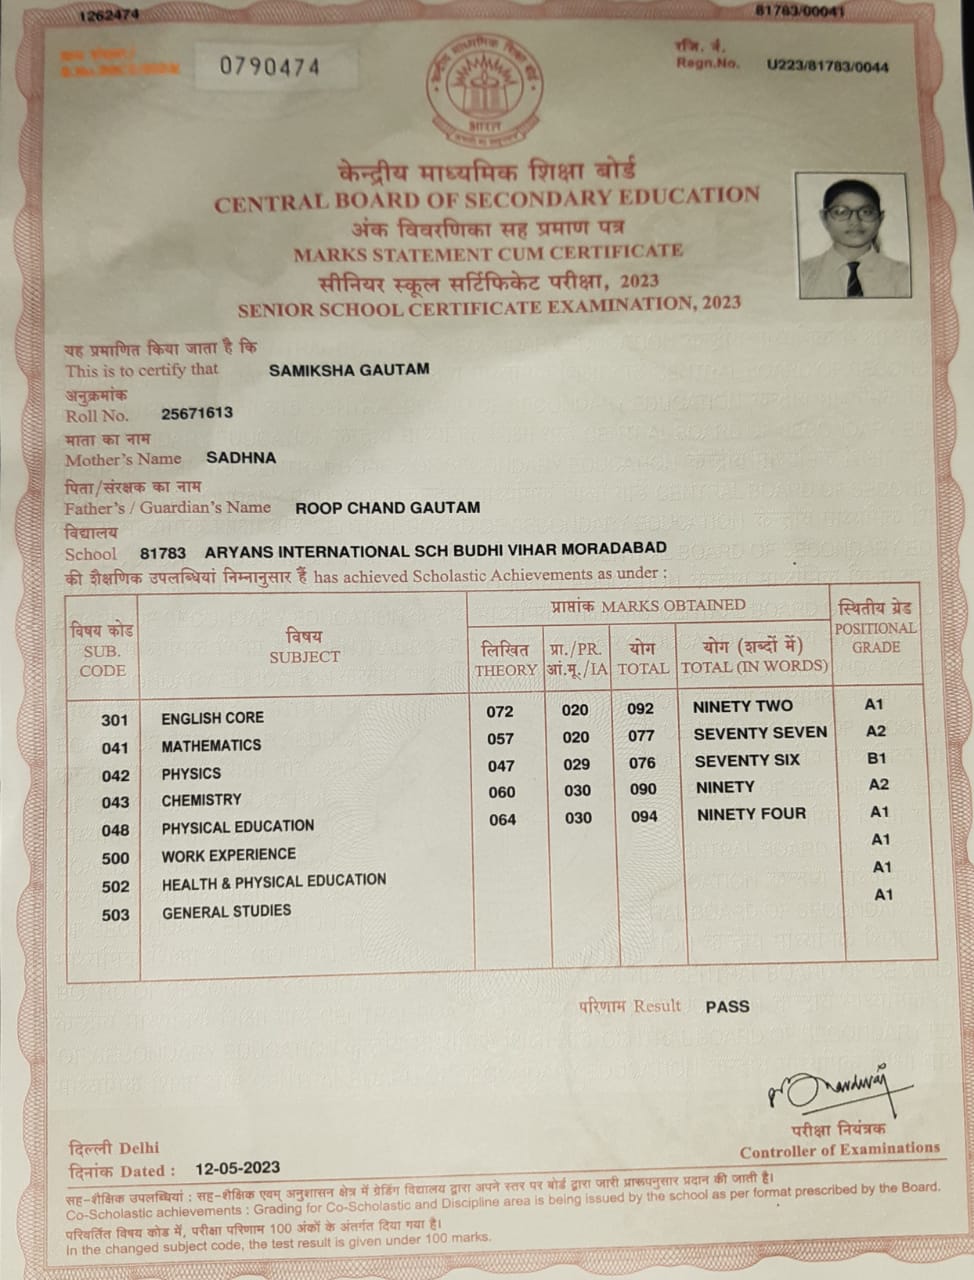 1262474
81783/00041
0790474
रजि. नं.
Regn.No. U223/81783/0044
भारत
केन्द्रीय माध्यमिक शिक्षा बोर्ड
CENTRAL BOARD OF SECONDARY EDUCATION
अंक विवरणिका सह प्रमाण पत्र
MARKS STATEMENT CUM CERTIFICATE
सीनियर स्कूल सर्टिफिकेट परीक्षा, 2023
SENIOR SCHOOL CERTIFICATE EXAMINATION, 2023
यह प्रमाणित किया जाता है कि
This is to certify that SAMIKSHA GAUTAM
अनुक्रमांक
Roll No. 25671613
माता का नाम
Mother's Name SADHNA
पिता/संरक्षक का नाम
Father's / Guardian's Name ROOP CHAND GAUTAM
विद्यालय
School 81783 ARYANS INTERNATIONAL SCH BUDHI VIHAR MORADABAD
की शैक्षणिक उपलब्धियां निम्नानुसार हैं has achieved Scholastic Achievements as under :
विषय कोड
SUB.
CODE
विषय
SUBJECT
प्राप्तांक MARKS OBTAINED
लिखित
THEORY
प्रा./PR.
आं.मू./IA
योग
TOTAL
योग (शब्दों में)
TOTAL (IN WORDS)
स्थितीय ग्रेड
POSITIONAL
GRADE
301 ENGLISH CORE 072 020 092 NINETY TWO A1
041 MATHEMATICS 057 020 077 SEVENTY SEVEN A2
042 PHYSICS 047 029 076 SEVENTY SIX B1
043 CHEMISTRY 060 030 090 NINETY A2
048 PHYSICAL EDUCATION 064 030 094 NINETY FOUR A1
500 WORK EXPERIENCE A1
502 HEALTH & PHYSICAL EDUCATION A1
503 GENERAL STUDIES A1
परिणाम Result PASS
परीक्षा नियंत्रक
Controller of Examinations
दिल्ली Delhi
दिनांक Dated : 12-05-2023
सह-शैक्षिक उपलब्धियां : सह-शैक्षिक एवम् अनुशासन क्षेत्र में ग्रेडिंग विद्यालय द्वारा अपने स्तर पर बोर्ड द्वारा जारी प्रारूपनुसार प्रदान की जाती है।
Co-Scholastic achievements : Grading for Co-Scholastic and Discipline area is being issued by the school as per format prescribed by the Board.
परिवर्तित विषय कोड में, परीक्षा परिणाम 100 अंकों के अंतर्गत दिया गया है।
In the changed subject code, the test result is given under 100 marks.